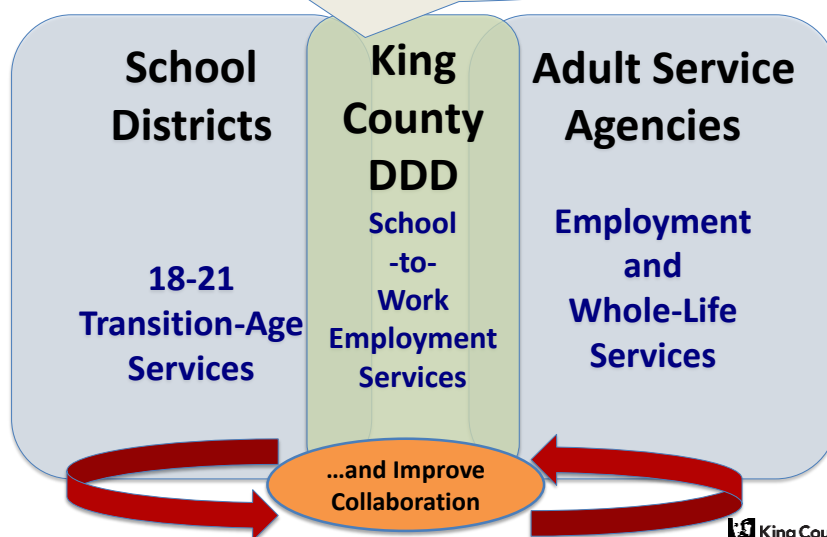 School
Districts
18-21
Transition-Age
Services
King
County
DDD
School
-to-
Work
Employment
Services
Adult Service
Agencies
Employment
and
Whole-Life
Services
…and Improve
Collaboration
King